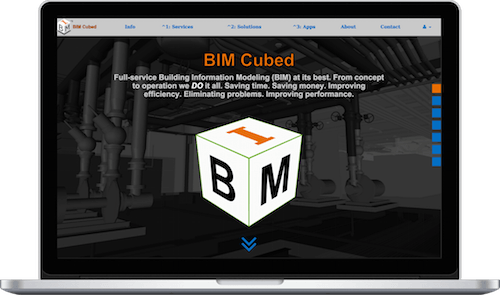 BIM Cubed Info ~1: Services ~2: Solutions ~3: Apps About Contact
BIM Cubed
Full-service Building Information Modeling (BIM) at its best. From concept
to operation we DO it all. Saving time. Saving money. Improving
efficiency. Eliminating problems. Improving performance.
I
B M